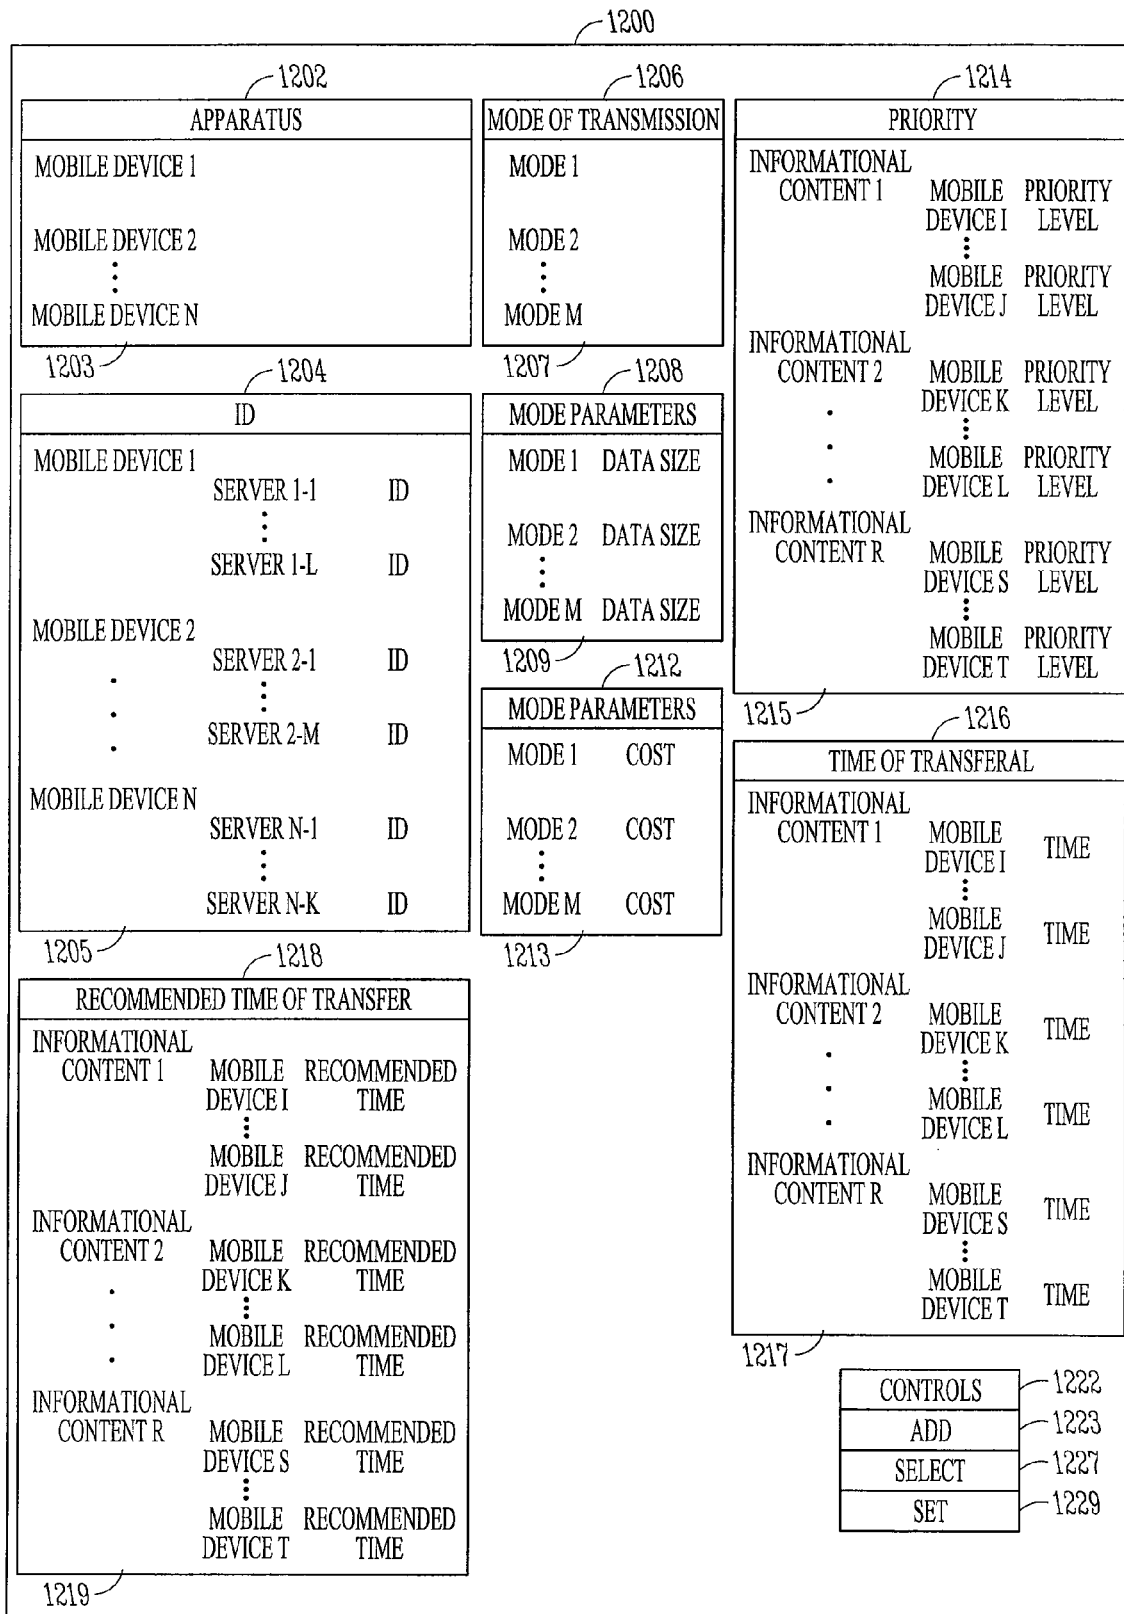 1200
1202
APPARATUS
MOBILE DEVICE 1
MOBILE DEVICE 2
MOBILE DEVICE N
1203
1204
ID
MOBILE DEVICE 1
SERVER 1-1 ID
SERVER 1-L ID
MOBILE DEVICE 2
SERVER 2-1 ID
SERVER 2-M ID
MOBILE DEVICE N
SERVER N-1 ID
SERVER N-K ID
1205
1218
RECOMMENDED TIME OF TRANSFER
INFORMATIONAL
CONTENT 1 MOBILE RECOMMENDED
DEVICE I TIME
MOBILE RECOMMENDED
DEVICE J TIME
INFORMATIONAL
CONTENT 2 MOBILE RECOMMENDED
DEVICE K TIME
MOBILE RECOMMENDED
DEVICE L TIME
INFORMATIONAL
CONTENT R MOBILE RECOMMENDED
DEVICE S TIME
MOBILE RECOMMENDED
DEVICE T TIME
1219
1206
MODE OF TRANSMISSION
MODE 1
MODE 2
MODE M
1207
1208
MODE PARAMETERS
MODE 1 DATA SIZE
MODE 2 DATA SIZE
MODE M DATA SIZE
1209
1212
MODE PARAMETERS
MODE 1 COST
MODE 2 COST
MODE M COST
1213
1214
PRIORITY
INFORMATIONAL
CONTENT 1 MOBILE PRIORITY
DEVICE I LEVEL
MOBILE PRIORITY
DEVICE J LEVEL
INFORMATIONAL
CONTENT 2 MOBILE PRIORITY
DEVICE K LEVEL
MOBILE PRIORITY
DEVICE L LEVEL
INFORMATIONAL
CONTENT R MOBILE PRIORITY
DEVICE S LEVEL
MOBILE PRIORITY
DEVICE T LEVEL
1215
1216
TIME OF TRANSFERAL
INFORMATIONAL
CONTENT 1 MOBILE
DEVICE I TIME
MOBILE
DEVICE J TIME
INFORMATIONAL
CONTENT 2 MOBILE
DEVICE K TIME
MOBILE
DEVICE L TIME
INFORMATIONAL
CONTENT R MOBILE
DEVICE S TIME
MOBILE
DEVICE T TIME
1217
CONTROLS 1222
ADD 1223
SELECT 1227
SET 1229